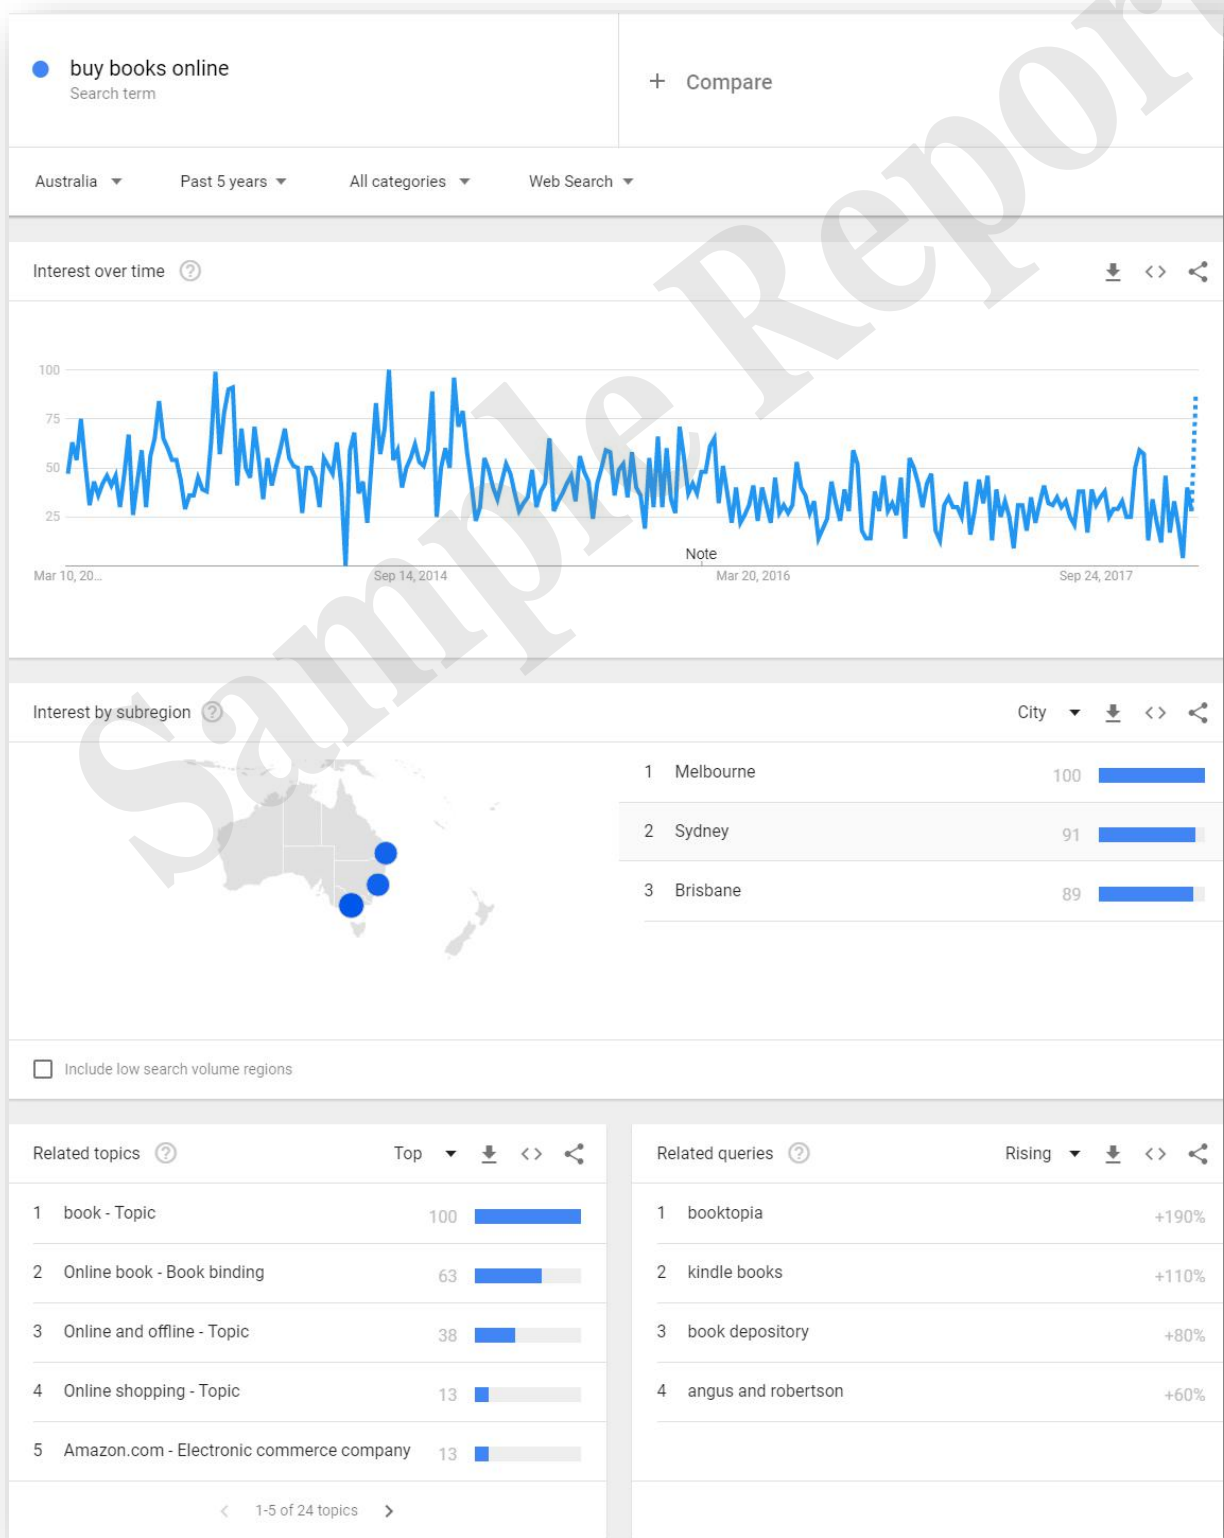 buy books online
Search term
+ Compare
Australia
Past 5 years
All categories
Web Search
Interest over time
100
75
50
25
Note
Mar 10, 20...
Sep 14, 2014
Mar 20, 2016
Sep 24, 2017
Interest by subregion
City
1 Melbourne 100
2 Sydney 91
3 Brisbane 89
Include low search volume regions
Related topics
Top
1 book - Topic 100
2 Online book - Book binding 63
3 Online and offline - Topic 38
4 Online shopping - Topic 13
5 Amazon.com - Electronic commerce company 13
1-5 of 24 topics
Related queries
Rising
1 booktopia +190%
2 kindle books +110%
3 book depository +80%
4 angus and robertson +60%
Sample Report